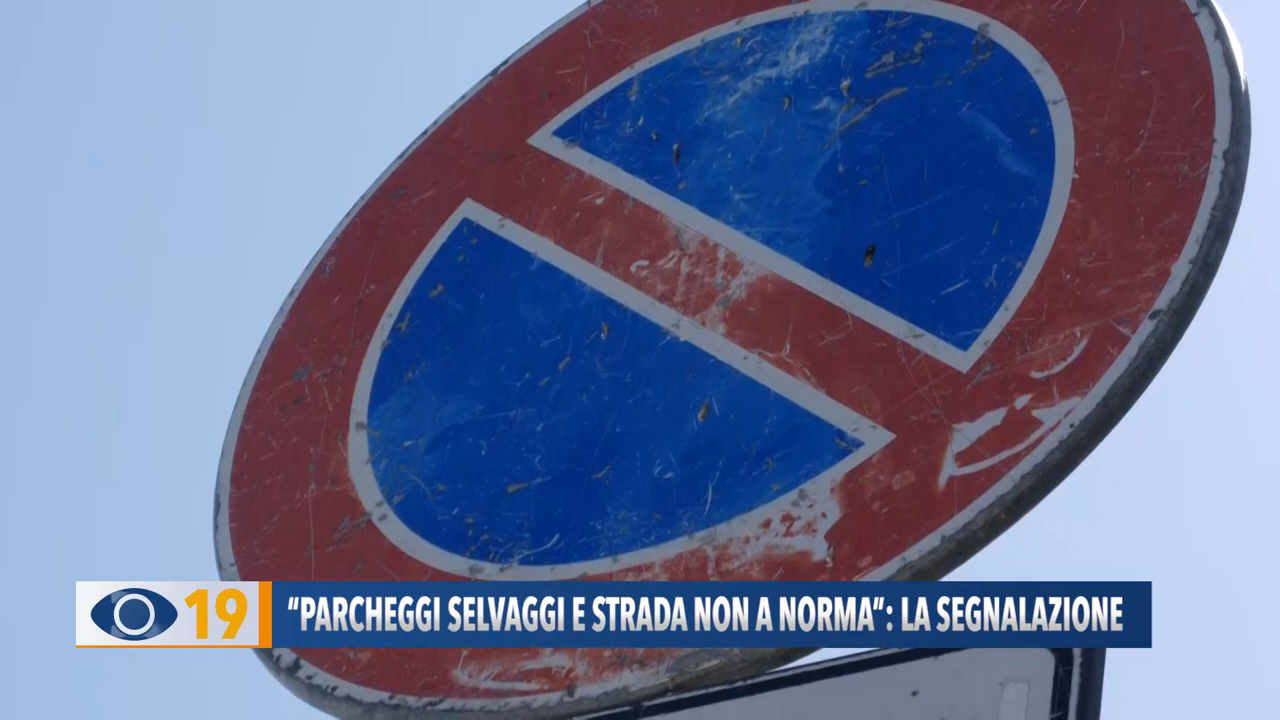 19
“PARCHEGGI SELVAGGI E STRADA NON A NORMA“: LA SEGNALAZIONE